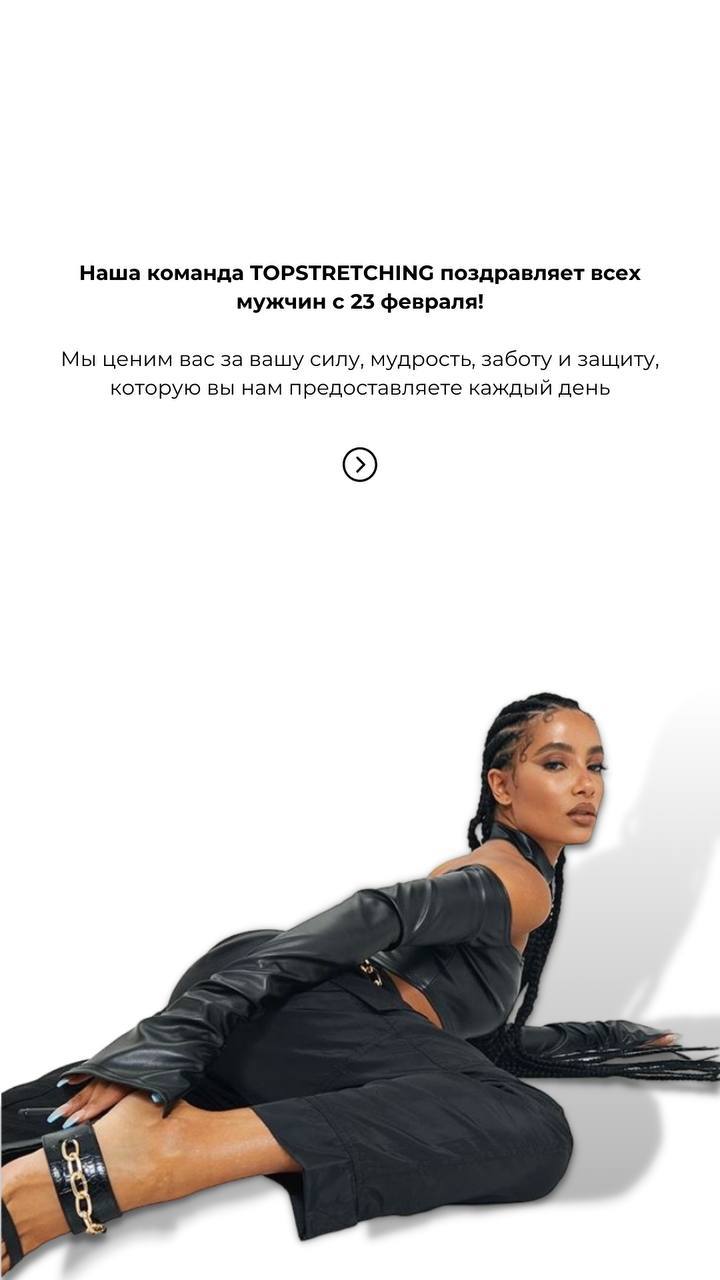 Наша команда TOPSTRETCHING поздравляет всех
мужчин с 23 февраля!
Мы ценим вас за вашу силу, мудрость, заботу и защиту,
которую вы нам предоставляете каждый день